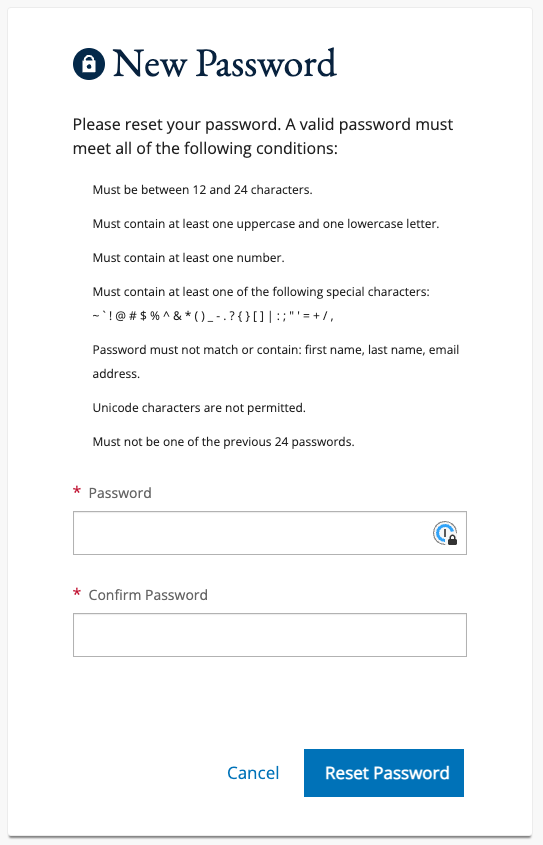 New Password
Please reset your password. A valid password must
meet all of the following conditions:
Must be between 12 and 24 characters.
Must contain at least one uppercase and one lowercase letter.
Must contain at least one number.
Must contain at least one of the following special characters:
~ ` ! @ # $ % ^ & * ( ) _ - . ? { } [ ] | : ; " ' = + / ,
Password must not match or contain: first name, last name, email
address.
Unicode characters are not permitted.
Must not be one of the previous 24 passwords.
* Password
* Confirm Password
Cancel
Reset Password